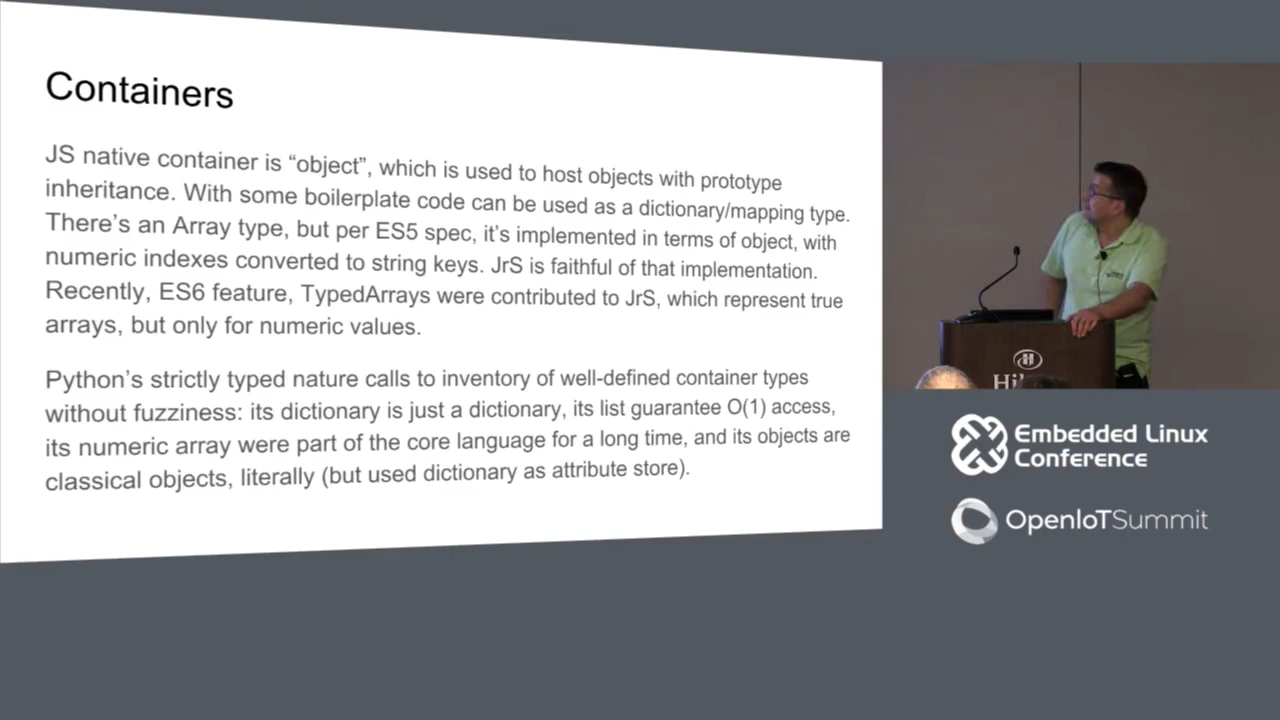 Containers
JS native container is “object”, which is used to host objects with prototype
inheritance. With some boilerplate code can be used as a dictionary/mapping type.
There’s an Array type, but per ES5 spec, it’s implemented in terms of object, with
numeric indexes converted to string keys. JrS is faithful of that implementation.
Recently, ES6 feature, TypedArrays were contributed to JrS, which represent true
arrays, but only for numeric values.
Python’s strictly typed nature calls to inventory of well-defined container types
without fuzziness: its dictionary is just a dictionary, its list guarantee O(1) access,
its numeric array were part of the core language for a long time, and its objects are
classical objects, literally (but used dictionary as attribute store).
H
Embedded Linux
Conference
OpenIoTSummit